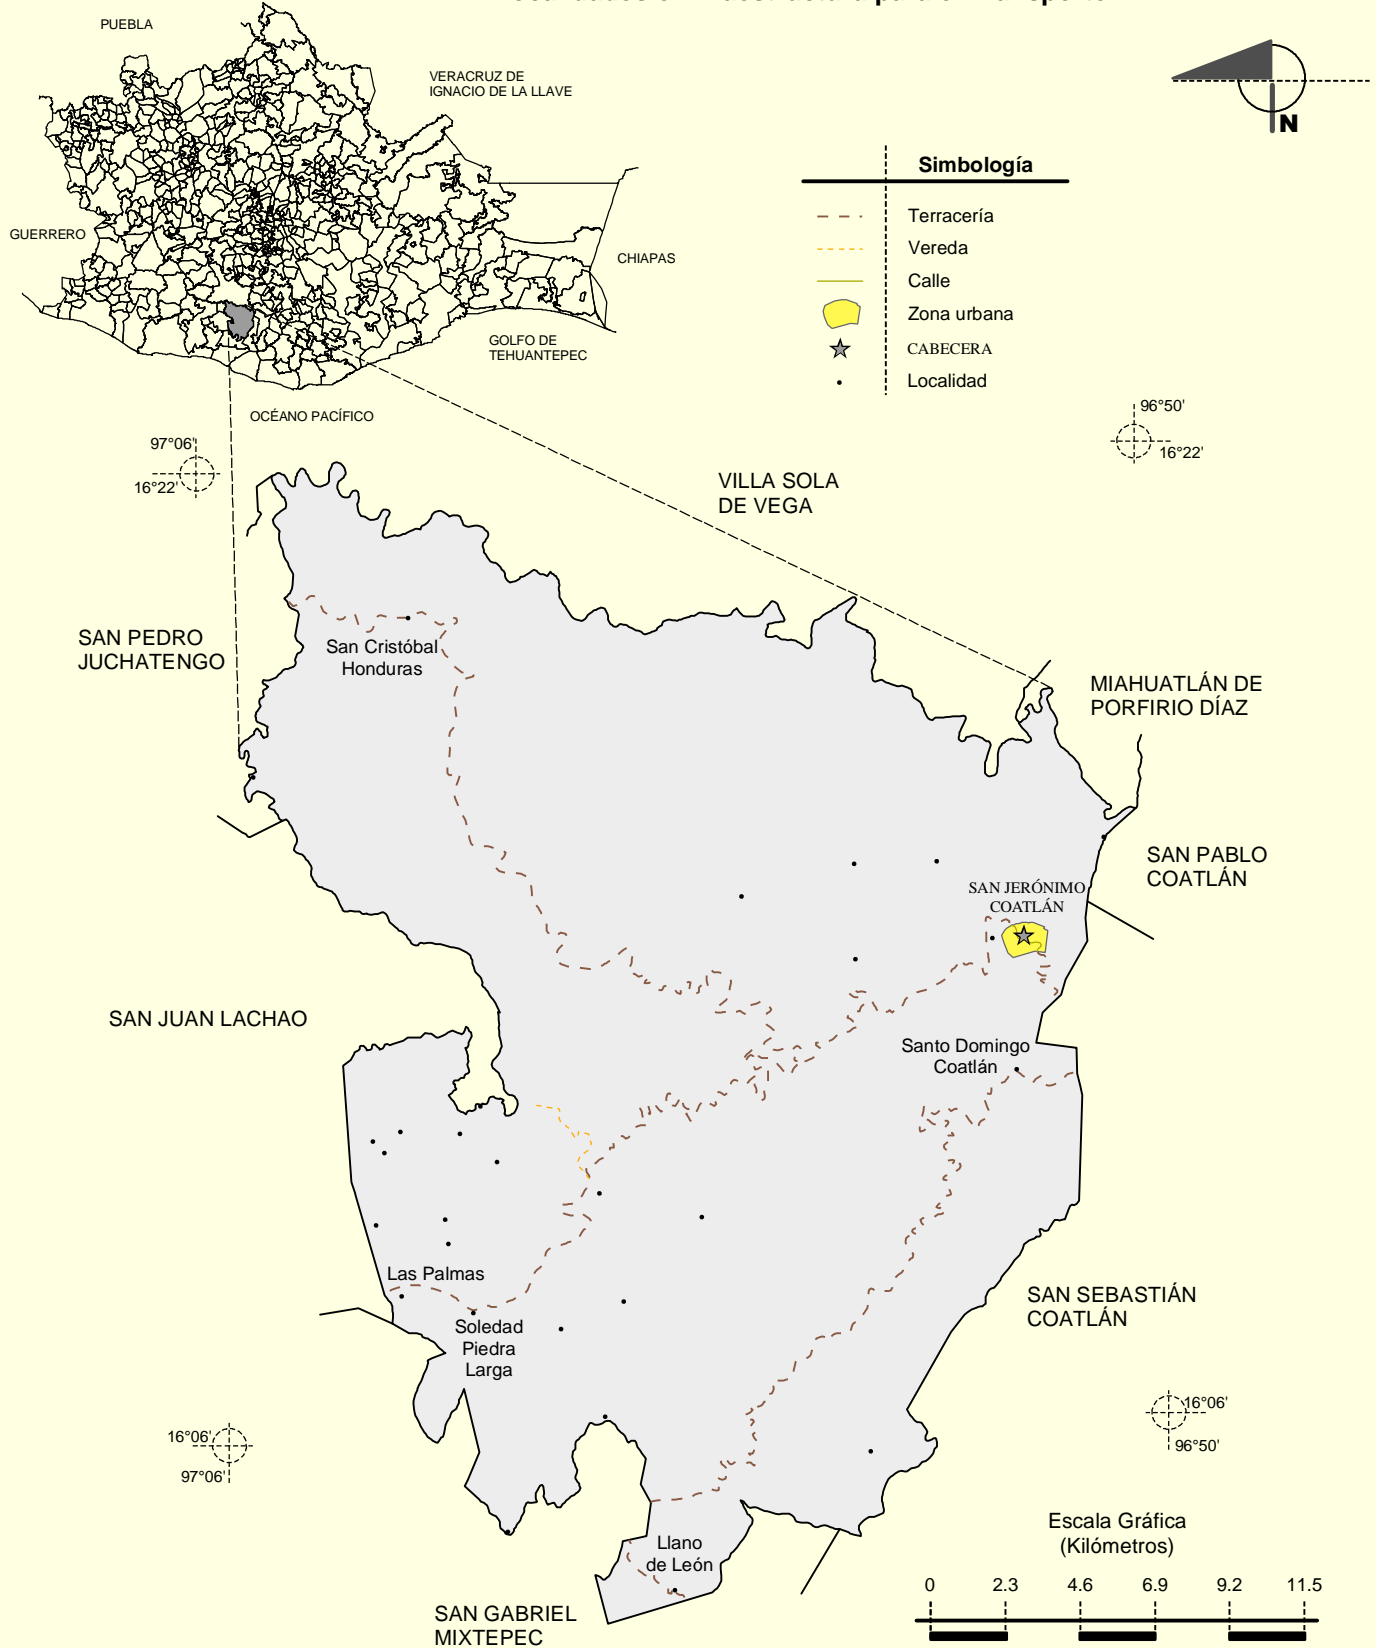 PUEBLA
VERACRUZ DE
IGNACIO DE LA LLAVE
N
Simbología
Terracería
Vereda
Calle
Zona urbana
CABECERA
Localidad
GUERRERO
CHIAPAS
GOLFO DE
TEHUANTEPEC
OCÉANO PACÍFICO
97°06'
16°22'
96°50'
16°22'
VILLA SOLA
DE VEGA
SAN PEDRO
JUCHATENGO
San Cristóbal
Honduras
MIAHUATLÁN DE
PORFIRIO DÍAZ
SAN PABLO
COATLÁN
SAN JERÓNIMO
COATLÁN
SAN JUAN LACHAO
Santo Domingo
Coatlán
Las Palmas
Soledad
Piedra
Larga
SAN SEBASTIÁN
COATLÁN
16°06'
97°06'
16°06'
96°50'
Llano
de León
SAN GABRIEL
MIXTEPEC
Escala Gráfica
(Kilómetros)
0 2.3 4.6 6.9 9.2 11.5